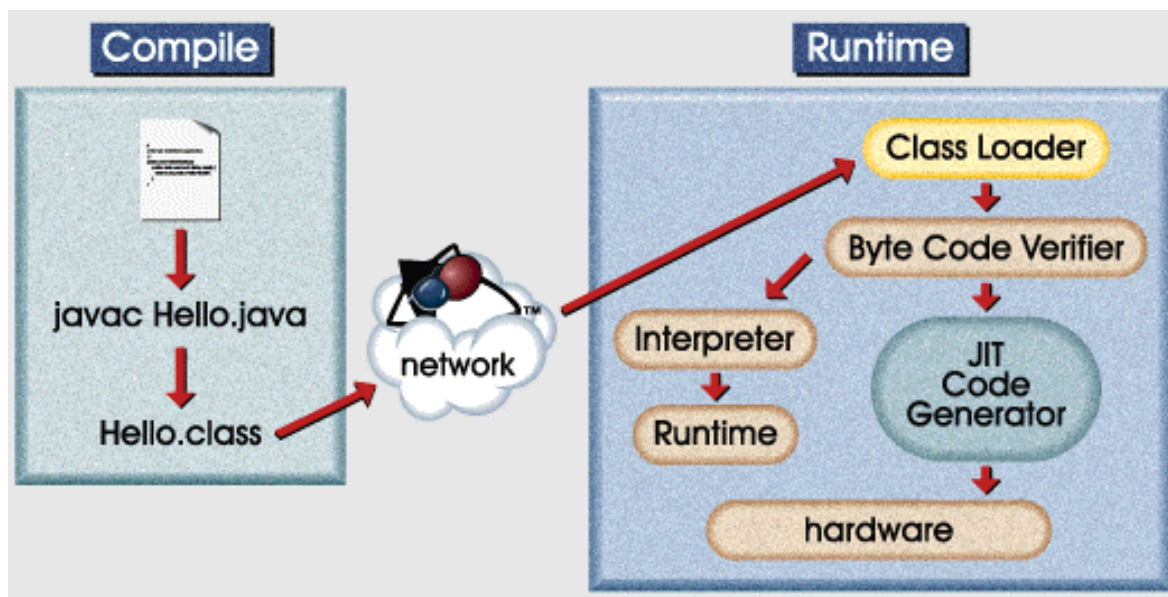 Compile
javac Hello.java
Hello.class
network
TM
Runtime
Class Loader
Byte Code Verifier
Interpreter
Runtime
JIT
Code
Generator
hardware